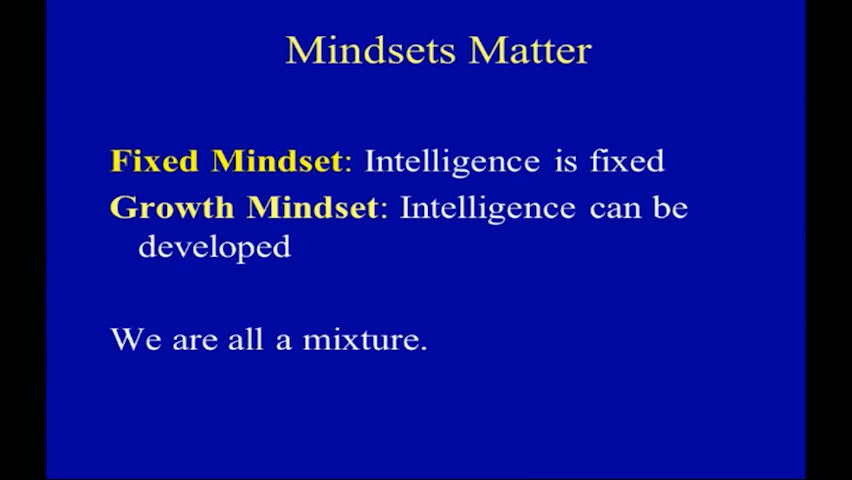 Mindsets Matter
Fixed Mindset: Intelligence is fixed
Growth Mindset: Intelligence can be
developed
We are all a mixture.